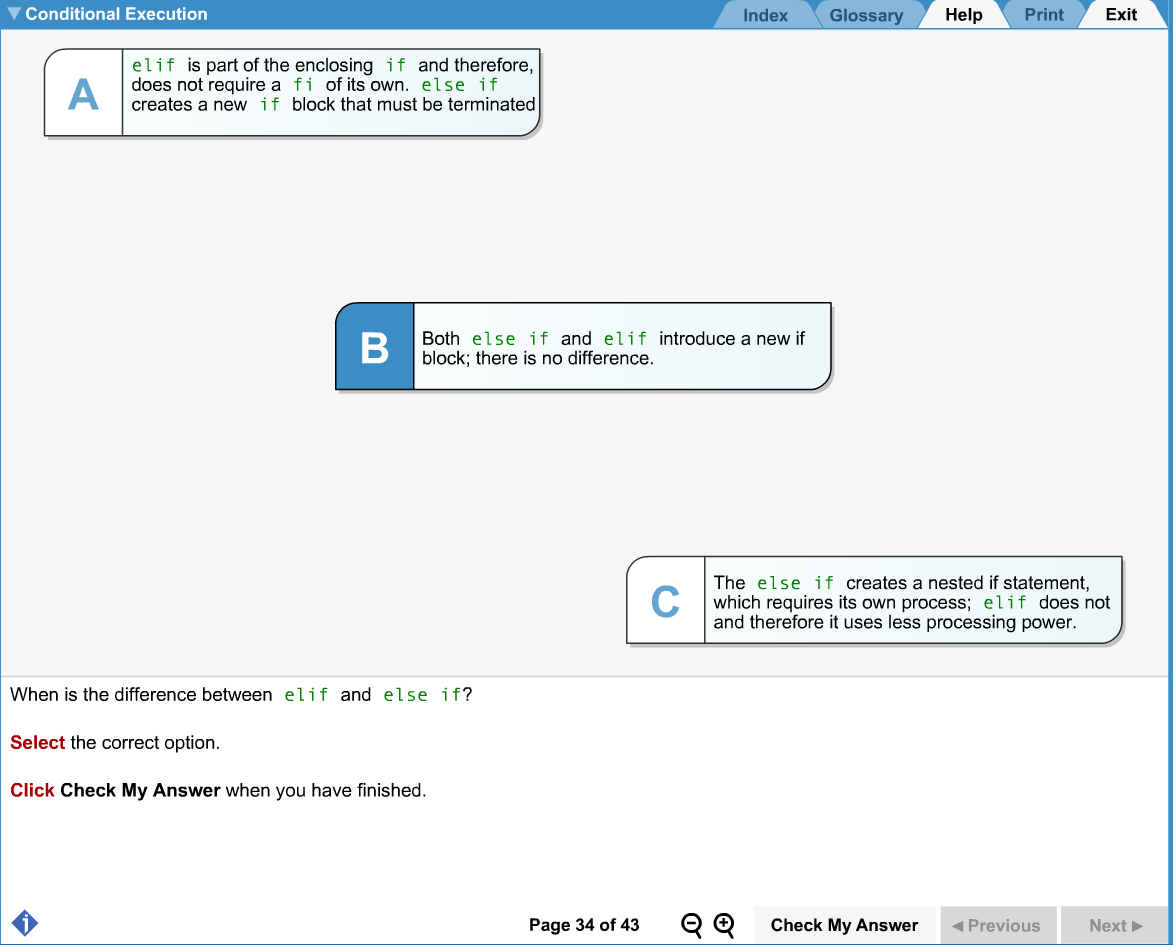 Conditional Execution
Index Glossary Help Print Exit
A
elif is part of the enclosing if and therefore,
does not require a fi of its own. else if
creates a new if block that must be terminated
B
Both else if and elif introduce a new if
block; there is no difference.
C
The else if creates a nested if statement,
which requires its own process; elif does not
and therefore it uses less processing power.
When is the difference between elif and else if?
Select the correct option.
Click Check My Answer when you have finished.
i
Page 34 of 43 Check My Answer Previous Next